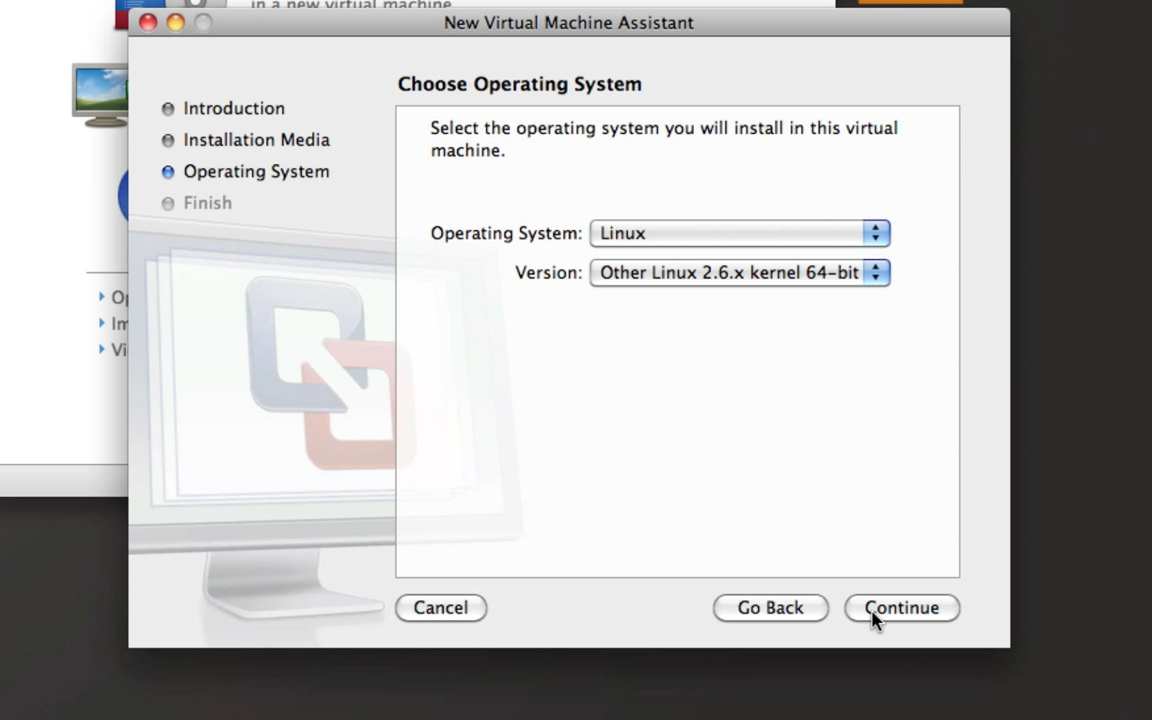 in a new virtual machine
New Virtual Machine Assistant
Choose Operating System
Introduction
Installation Media
Operating System
Finish
Select the operating system you will install in this virtual
machine.
Operating System: Linux
Version: Other Linux 2.6.x kernel 64-bit
Cancel
Go Back
Continue